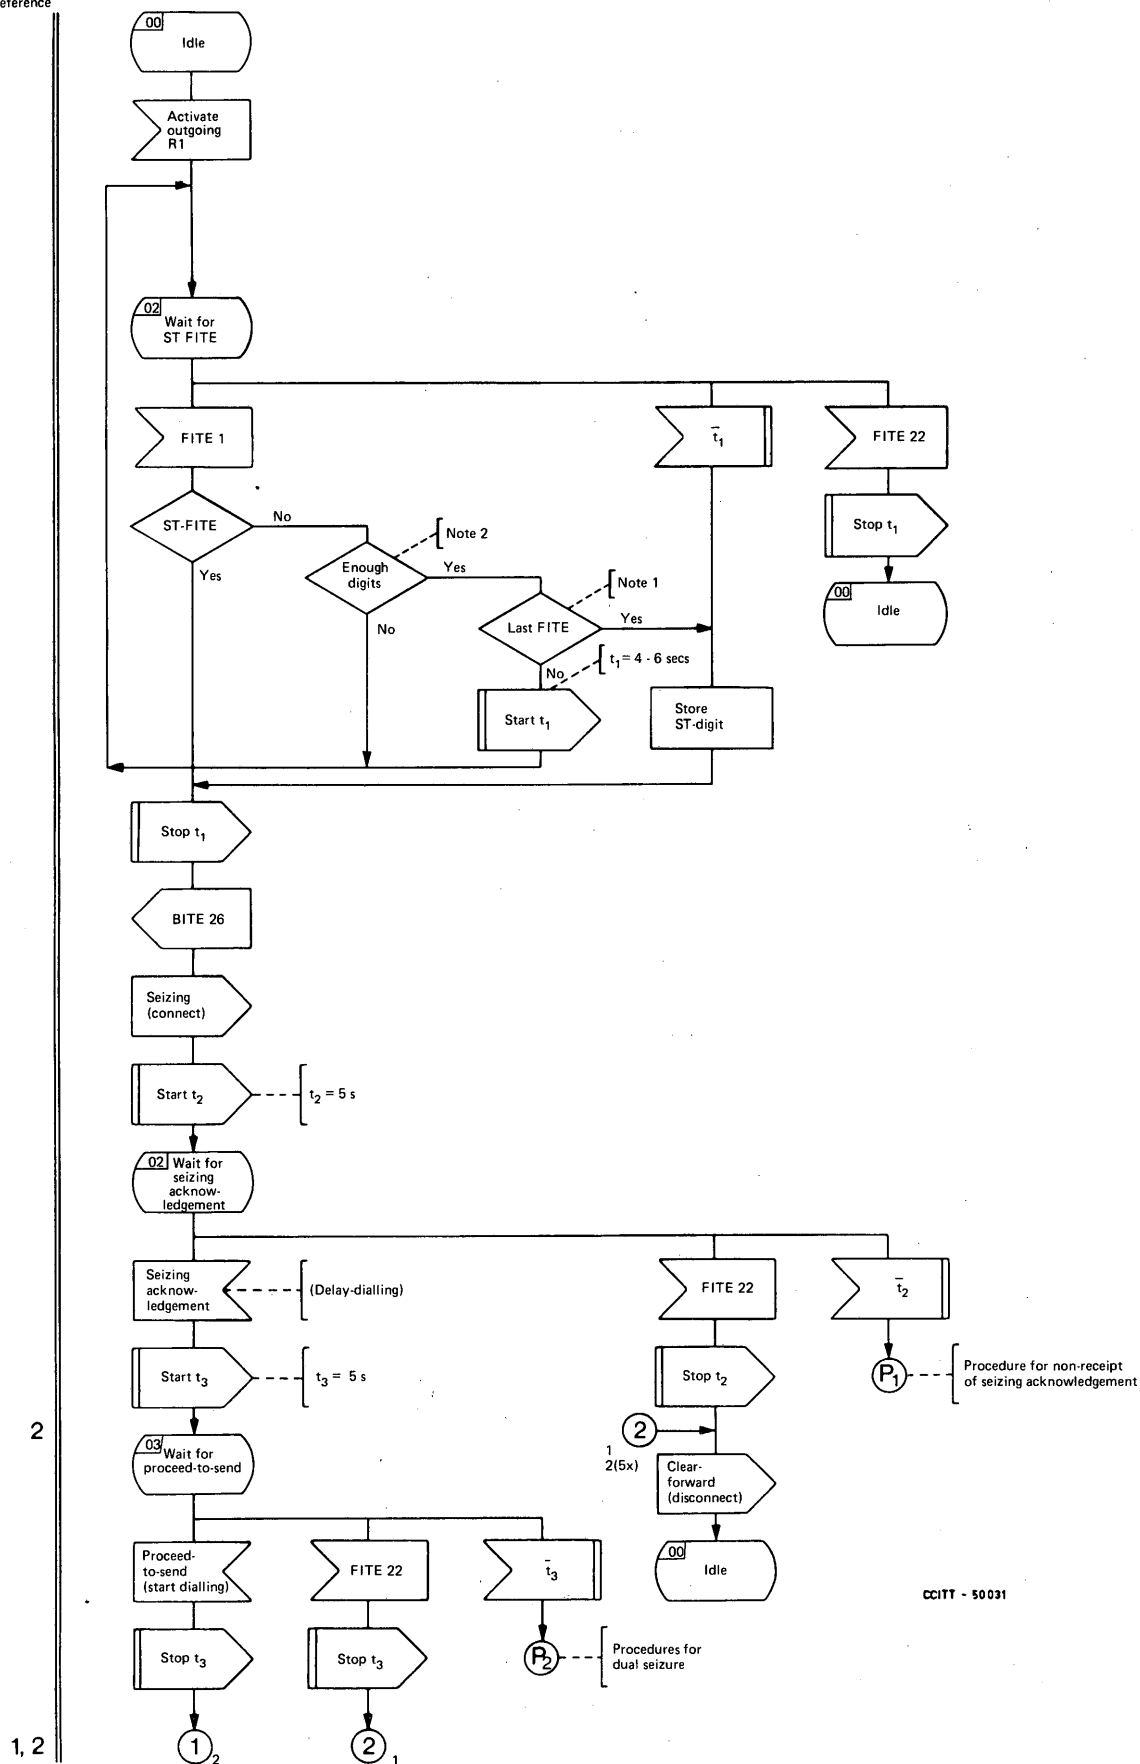 eference
00
Idle
Activate
outgoing
R1
02
Wait for
ST FITE
FITE 1
t̅1
FITE 22
ST-FITE
No
Yes
Note 2
Enough
digits
Yes
No
Note 1
Last FITE
Yes
No
t1 = 4 - 6 secs
Stop t1
00
Idle
Start t1
Store
ST-digit
Stop t1
BITE 26
Seizing
(connect)
Start t2
t2 = 5 s
02
Wait for
seizing
acknow-
ledgement
Seizing
acknow-
ledgement
(Delay-dialling)
FITE 22
t̅2
Start t3
t3 = 5 s
Stop t2
P1
Procedure for non-receipt
of seizing acknowledgement
2
2
1
2(5x)
03
Wait for
proceed-to-send
Clear-
forward
(disconnect)
Proceed-
to-send
(start dialling)
FITE 22
t̅3
00
Idle
CCITT - 50031
Stop t3
Stop t3
P2
Procedures for
dual seizure
1, 2
1
2
2
1